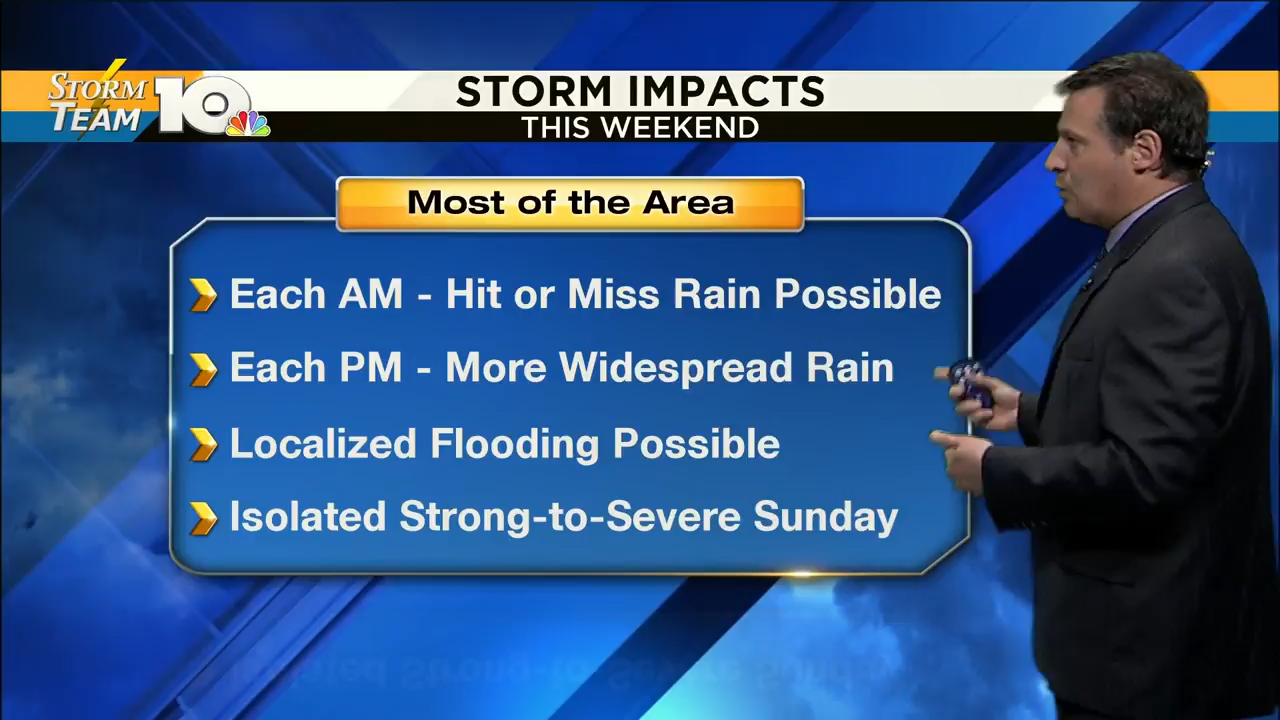 STORM
TEAM 10
STORM IMPACTS
THIS WEEKEND
Most of the Area
Each AM - Hit or Miss Rain Possible
Each PM - More Widespread Rain
Localized Flooding Possible
Isolated Strong-to-Severe Sunday